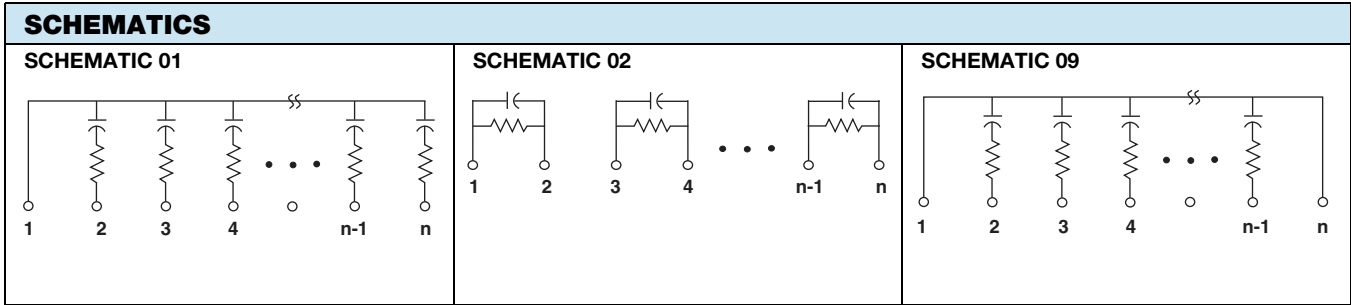 SCHEMATICS
SCHEMATIC 01
1 2 3 4 n-1 n
SCHEMATIC 02
1 2 3 4 n-1 n
SCHEMATIC 09
1 2 3 4 n-1 n